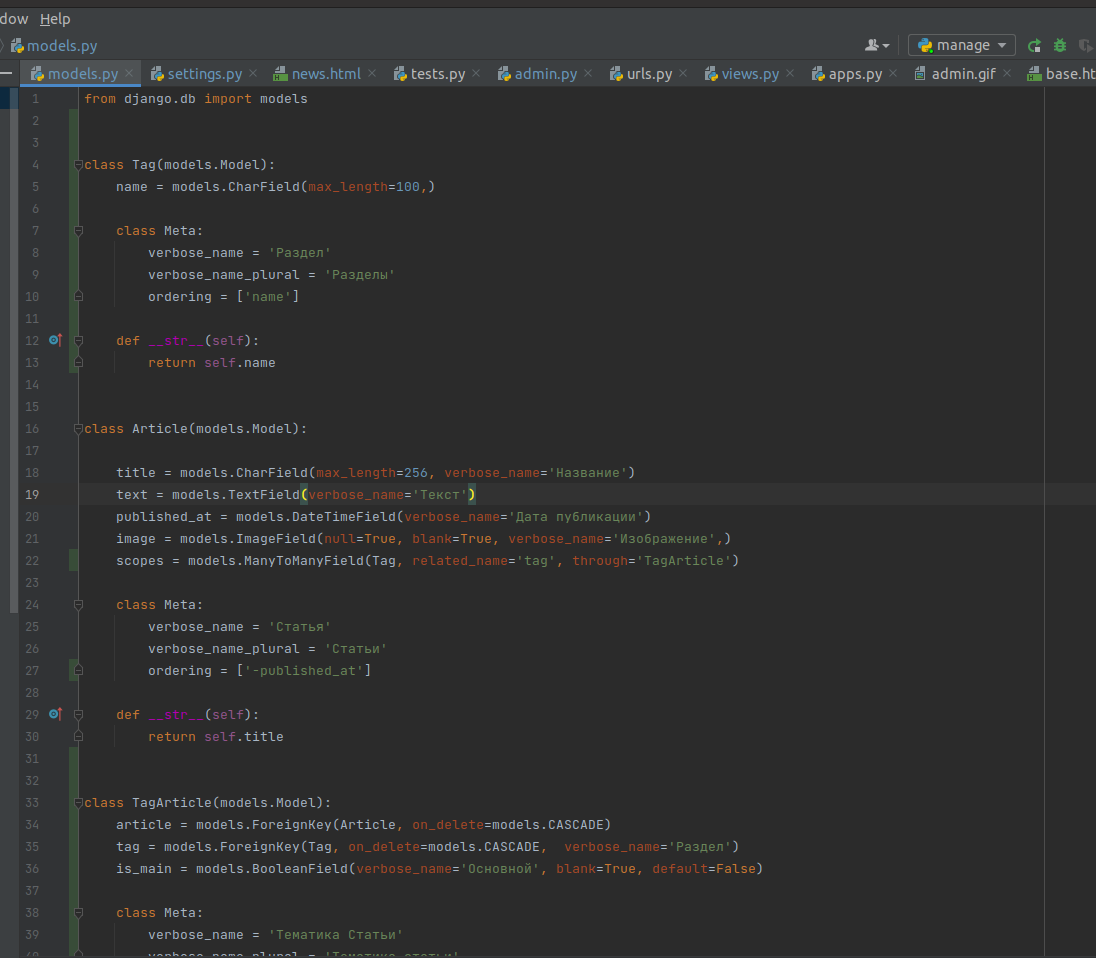 dow Help
models.py
manage
models.py settings.py news.html tests.py admin.py urls.py views.py apps.py admin.gif base.ht
1 from django.db import models
2
3
4 class Tag(models.Model):
5 name = models.CharField(max_length=100,)
6
7 class Meta:
8 verbose_name = 'Раздел'
9 verbose_name_plural = 'Разделы'
10 ordering = ['name']
11
12 def __str__(self):
13 return self.name
14
15
16 class Article(models.Model):
17
18 title = models.CharField(max_length=256, verbose_name='Название')
19 text = models.TextField(verbose_name='Текст')
20 published_at = models.DateTimeField(verbose_name='Дата публикации')
21 image = models.ImageField(null=True, blank=True, verbose_name='Изображение',)
22 scopes = models.ManyToManyField(Tag, related_name='tag', through='TagArticle')
23
24 class Meta:
25 verbose_name = 'Статья'
26 verbose_name_plural = 'Статьи'
27 ordering = ['-published_at']
28
29 def __str__(self):
30 return self.title
31
32
33 class TagArticle(models.Model):
34 article = models.ForeignKey(Article, on_delete=models.CASCADE)
35 tag = models.ForeignKey(Tag, on_delete=models.CASCADE,  verbose_name='Раздел')
36 is_main = models.BooleanField(verbose_name='Основной', blank=True, default=False)
37
38 class Meta:
39 verbose_name = 'Тематика Статьи'
40 verbose_name_plural =